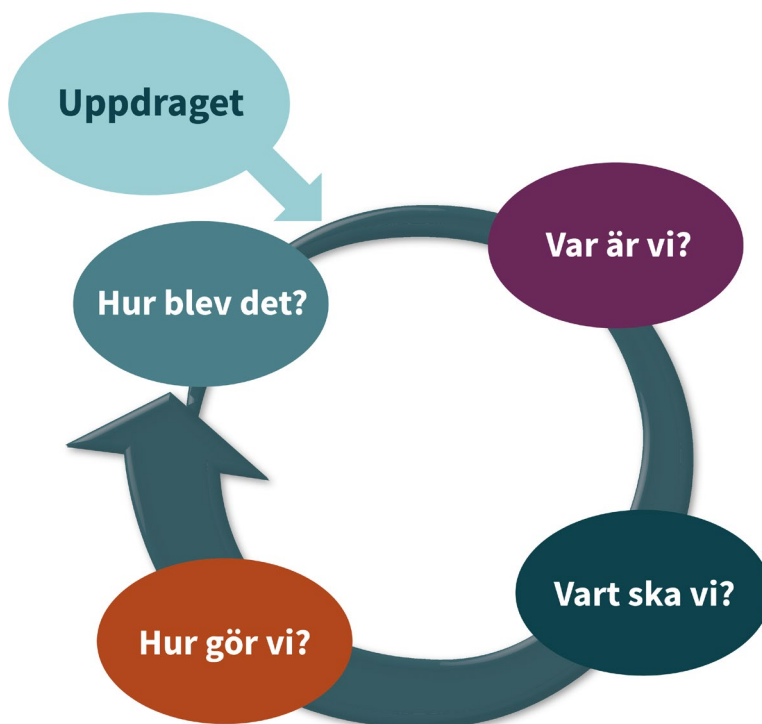 Uppdraget
Var är vi?
Hur blev det?
Vart ska vi?
Hur gör vi?